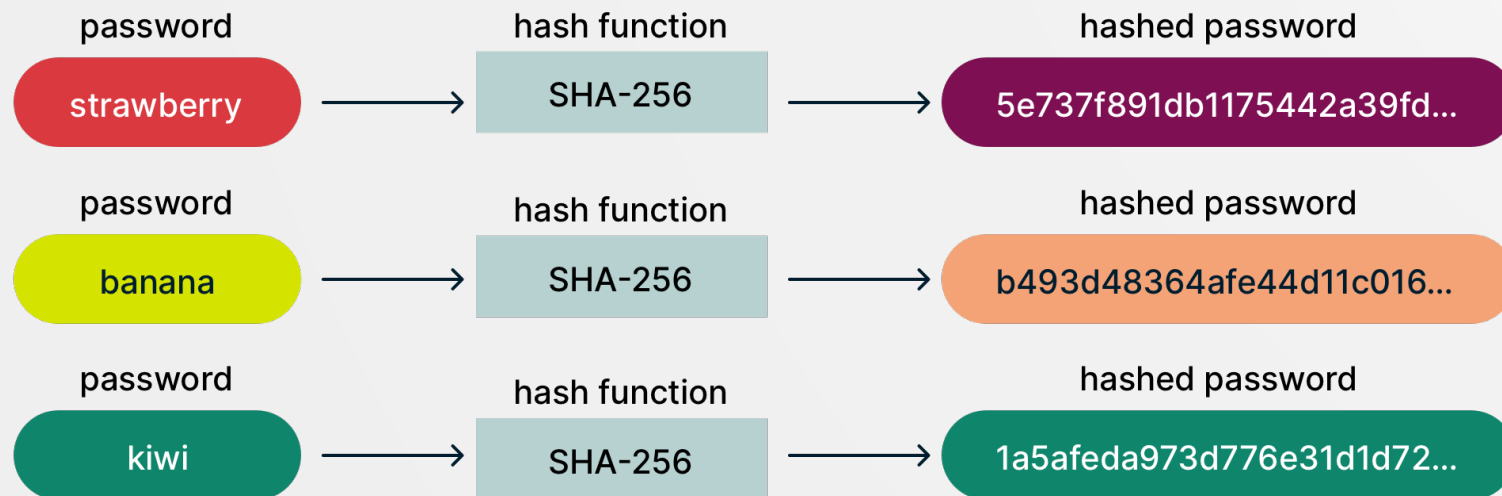 password hash function hashed password
strawberry SHA-256 5e737f891db1175442a39fd...
password hash function hashed password
banana SHA-256 b493d48364afe44d11c016...
password hash function hashed password
kiwi SHA-256 1a5afeda973d776e31d1d72...